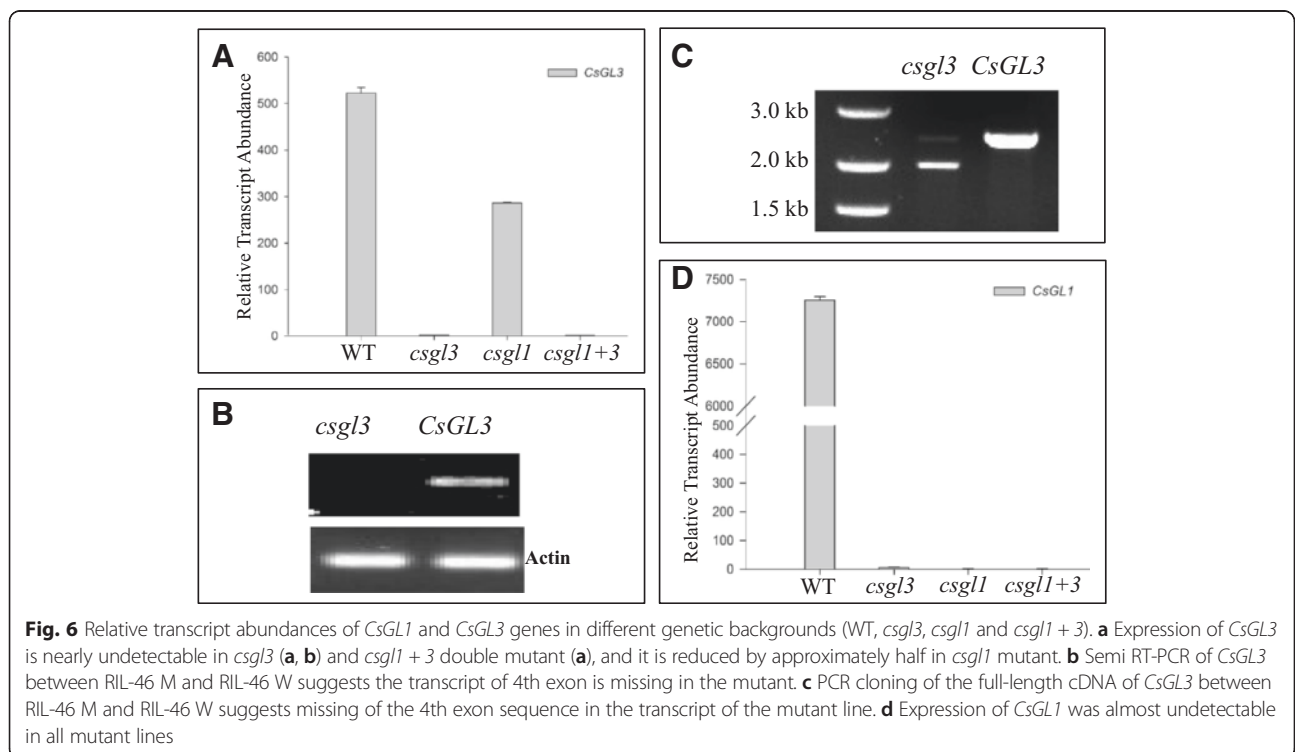 A
Relative Transcript Abundance
600
500
400
300
200
100
0
CsGL3
WT csgl3 csgl1 csgl1+3
B
csgl3 CsGL3
Actin
C
csgl3 CsGL3
3.0 kb
2.0 kb
1.5 kb
D
Relative Transcript Abundance
7500
7000
6500
6000
500
400
300
200
100
0
CsGL1
WT csgl3 csgl1 csgl1+3
Fig. 6 Relative transcript abundances of CsGL1 and CsGL3 genes in different genetic backgrounds (WT, csgl3, csgl1 and csgl1 + 3). a Expression of CsGL3
is nearly undetectable in csgl3 (a, b) and csgl1 + 3 double mutant (a), and it is reduced by approximately half in csgl1 mutant. b Semi RT-PCR of CsGL3
between RIL-46 M and RIL-46 W suggests the transcript of 4th exon is missing in the mutant. c PCR cloning of the full-length cDNA of CsGL3 between
RIL-46 M and RIL-46 W suggests missing of the 4th exon sequence in the transcript of the mutant line. d Expression of CsGL1 was almost undetectable
in all mutant lines